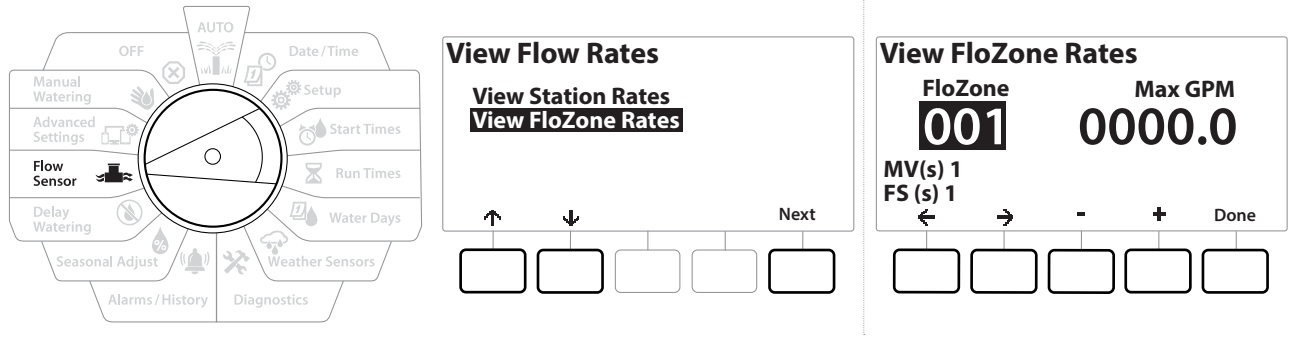 AUTO
OFF
Date / Time
Manual
Watering
Setup
Advanced
Settings
Start Times
Flow
Sensor
Run Times
Delay
Watering
Water Days
Seasonal Adjust
%
Weather Sensors
Alarms / History
Diagnostics
1
1
View Flow Rates
View Station Rates
View FloZone Rates
Next
View FloZone Rates
FloZone
Max GPM
001
0000.0
MV(s) 1
FS (s) 1
- + Done